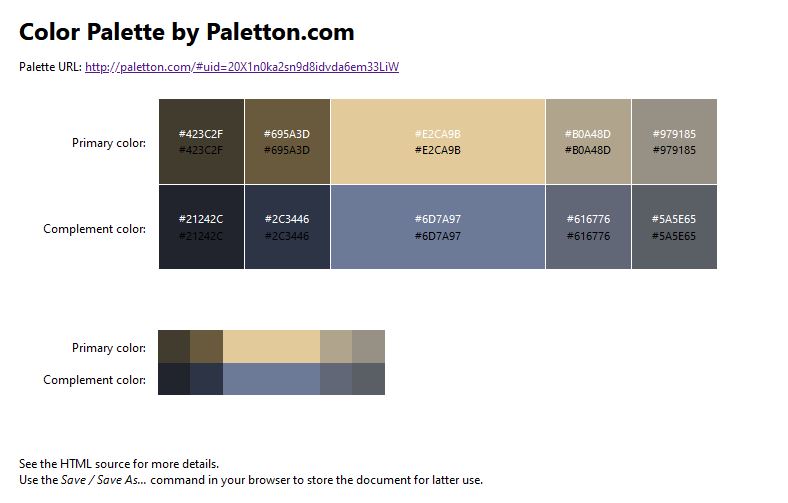 Color Palette by Paletton.com
Palette URL: http://paletton.com/#uid=20X1n0ka2sn9d8idvda6em33LiW
Primary color:
#423C2F #695A3D #E2CA9B #B0A48D #979185
#423C2F #695A3D #E2CA9B #B0A48D #979185
Complement color:
#21242C #2C3446 #6D7A97 #616776 #5A5E65
#21242C #2C3446 #6D7A97 #616776 #5A5E65
Primary color:
Complement color:
See the HTML source for more details.
Use the Save / Save As... command in your browser to store the document for latter use.